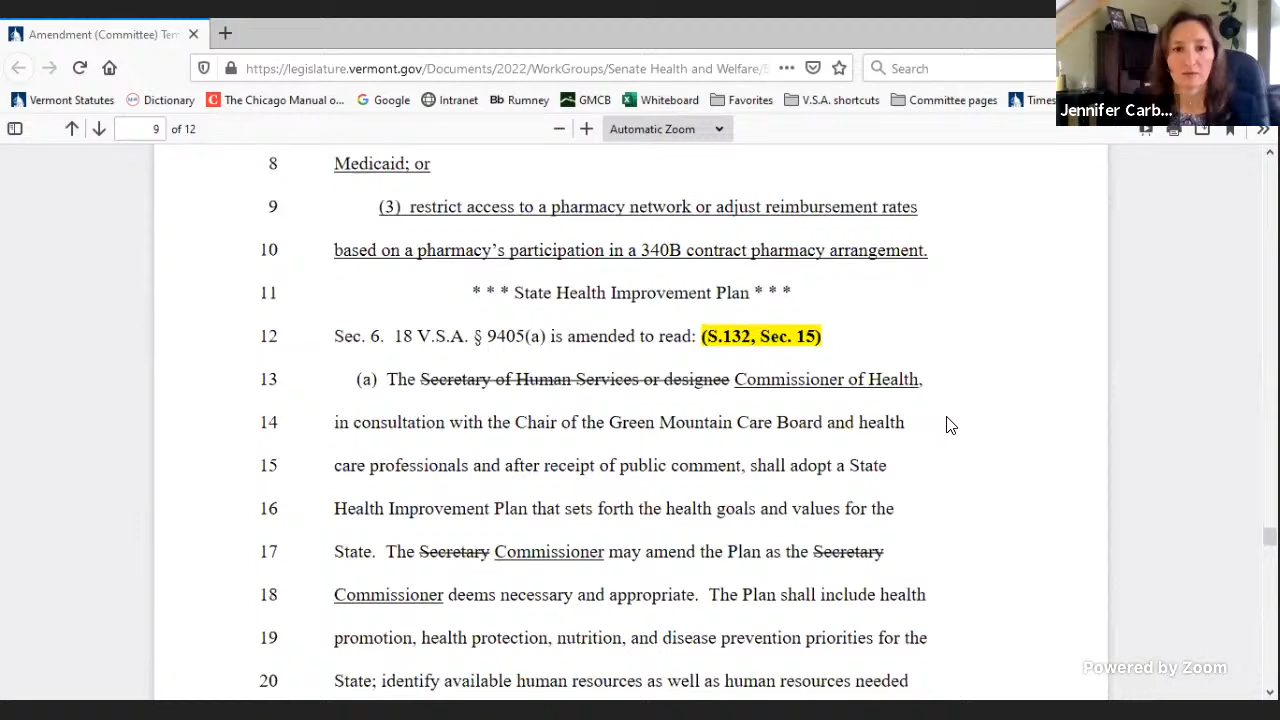 Amendment (Committee) Tem
https://legislature.vermont.gov/Documents/2022/WorkGroups/Senate Health and Welfare/
Search
Vermont Statutes
Dictionary
The Chicago Manual o...
Google
Intranet
Bb Rumney
GMCB
Whiteboard
Favorites
V.S.A. shortcuts
Committee pages
Times
Jennifer Carb...
9 of 12
Automatic Zoom
8 Medicaid; or
9 (3) restrict access to a pharmacy network or adjust reimbursement rates
10 based on a pharmacy’s participation in a 340B contract pharmacy arrangement.
11 * * * State Health Improvement Plan * * *
12 Sec. 6. 18 V.S.A. § 9405(a) is amended to read: (S.132, Sec. 15)
13 (a) The Secretary of Human Services or designee Commissioner of Health,
14 in consultation with the Chair of the Green Mountain Care Board and health
15 care professionals and after receipt of public comment, shall adopt a State
16 Health Improvement Plan that sets forth the health goals and values for the
17 State. The Secretary Commissioner may amend the Plan as the Secretary
18 Commissioner deems necessary and appropriate. The Plan shall include health
19 promotion, health protection, nutrition, and disease prevention priorities for the
20 State; identify available human resources as well as human resources needed
Powered by Zoom